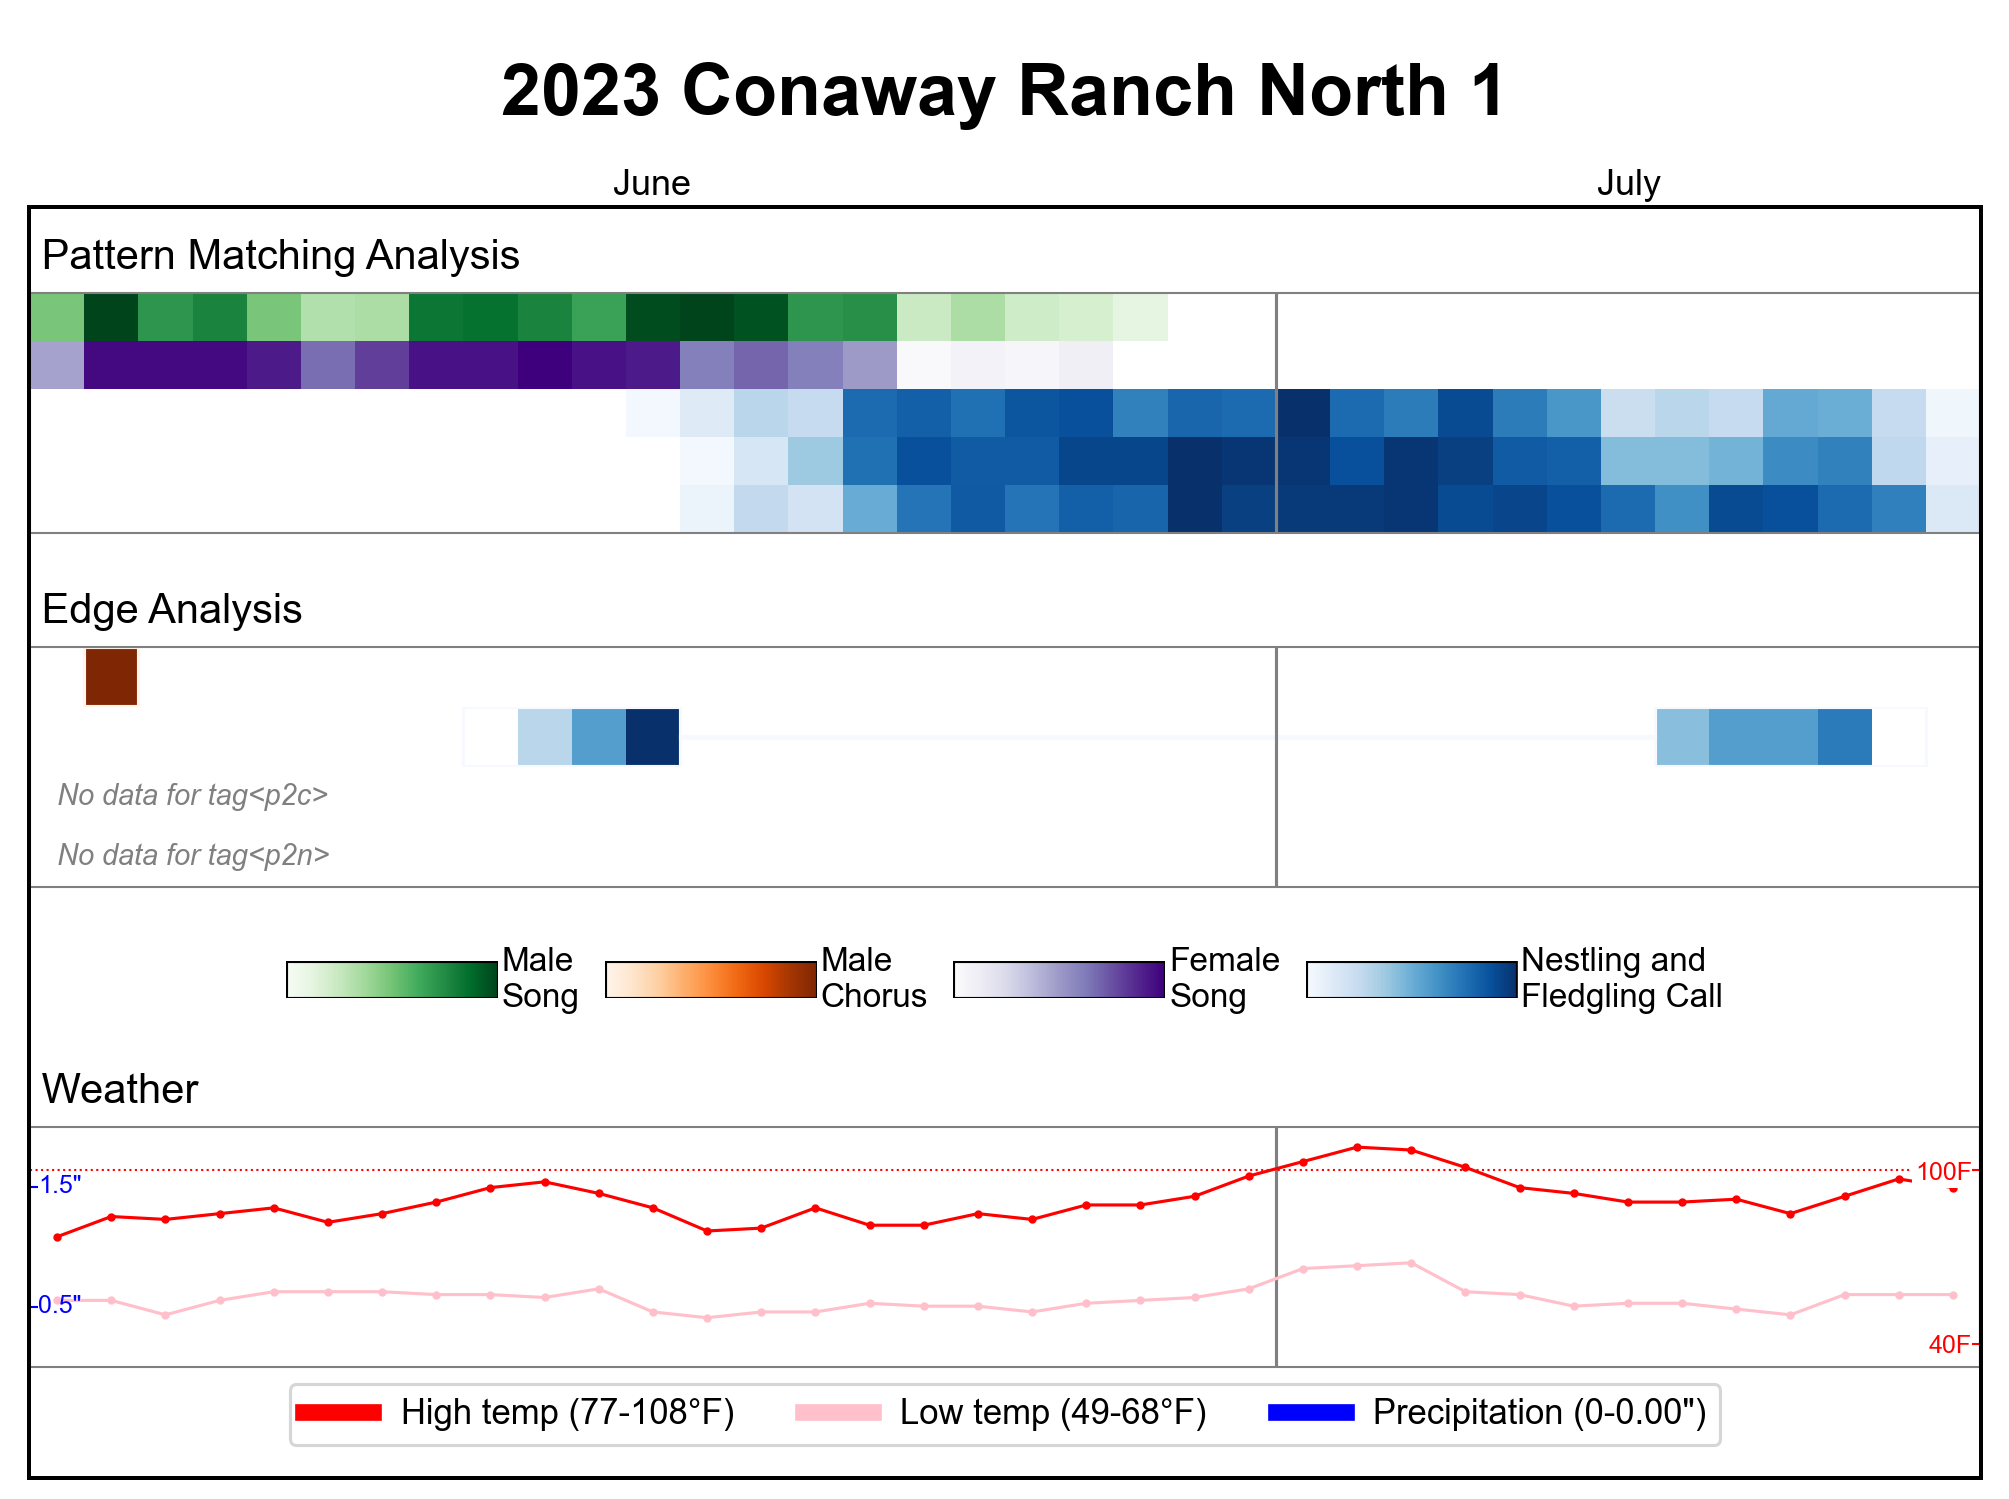 2023 Conaway Ranch North 1
June
July
Pattern Matching Analysis
Edge Analysis
No data for tag<p2c>
No data for tag<p2n>
Male
Song
Male
Chorus
Female
Song
Nestling and
Fledgling Call
Weather
1.5"
100F
0.5"
40F
High temp (77-108°F)
Low temp (49-68°F)
Precipitation (0-0.00")